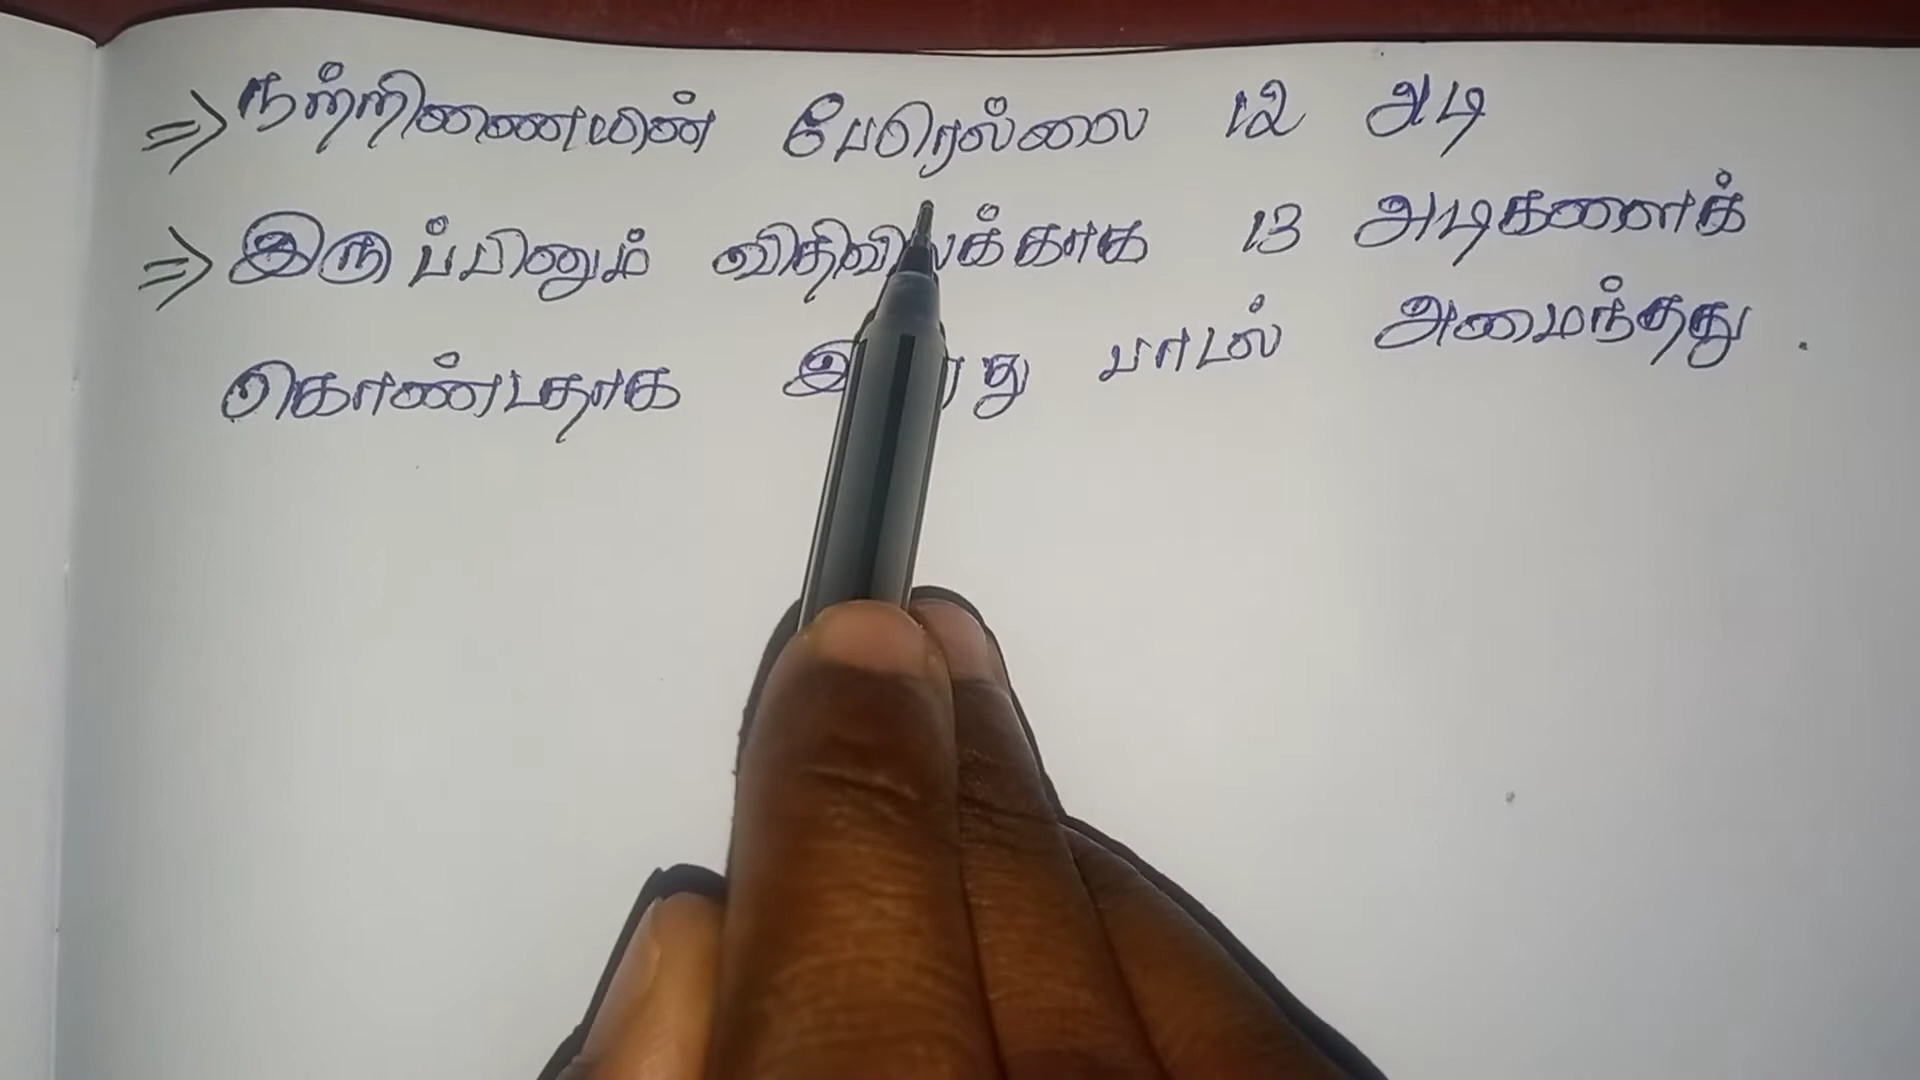 ⇒ நற்றிணையின் பேரெல்லை 12 அடி
⇒ இருப்பினும் விதிவிலக்காக 13 அடிகளைக்
கொண்டதாக பாடல் அமைந்தது .